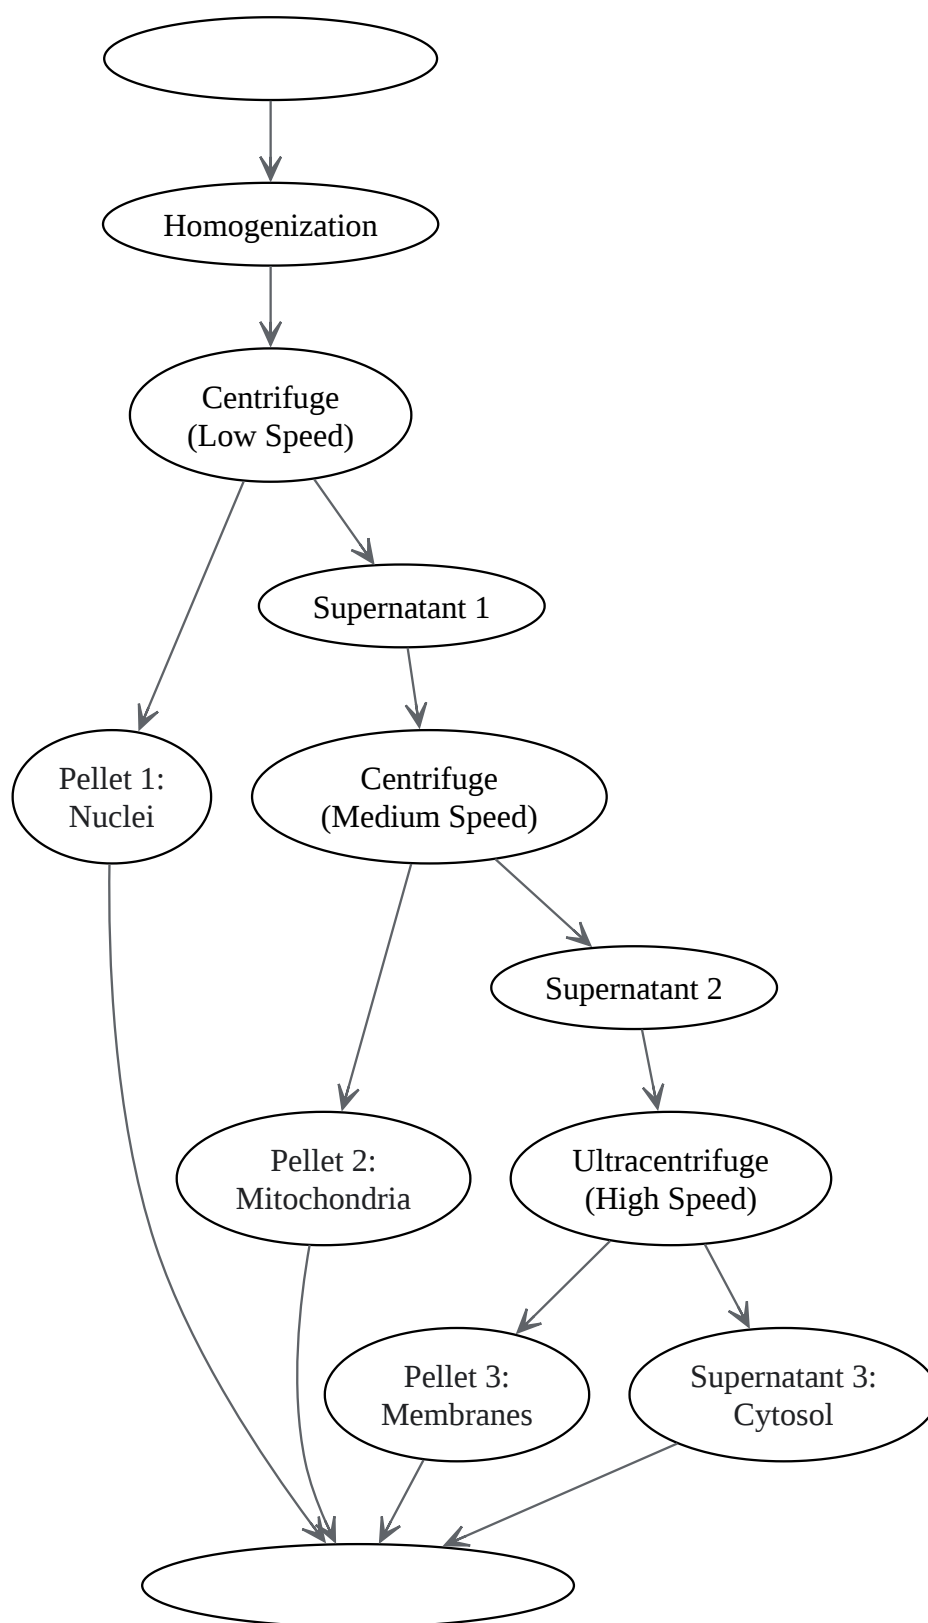 Homogenization
Centrifuge
(Low Speed)
Supernatant 1
Pellet 1:
Nuclei
Centrifuge
(Medium Speed)
Supernatant 2
Pellet 2:
Mitochondria
Ultracentrifuge
(High Speed)
Pellet 3:
Membranes
Supernatant 3:
Cytosol